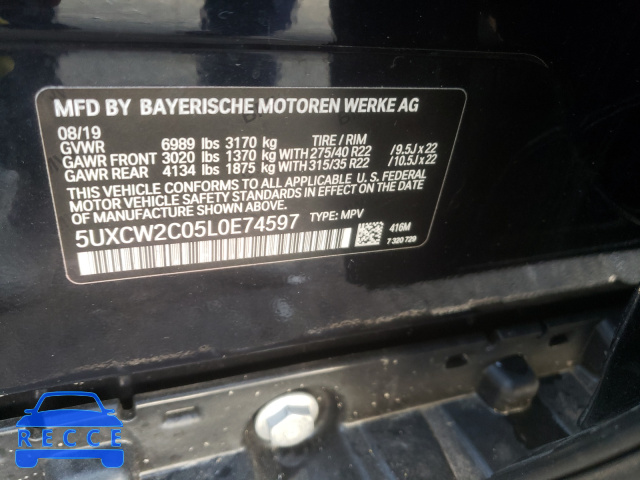 MFD BY BAYERISCHE MOTOREN WERKE AG
08/19
GVWR 6989 lbs 3170 kg TIRE / RIM
GAWR FRONT 3020 lbs 1370 kg WITH 275/40 R22 /9.5J x 22
GAWR REAR 4134 lbs 1875 kg WITH 315/35 R22 /10.5J x 22
THIS VEHICLE CONFORMS TO ALL APPLICABLE U. S. FEDERAL
MOTOR VEHICLE SAFETY STANDARDS IN EFFECT ON THE
DATE OF MANUFACTURE SHOWN ABOVE.
5UXCW2C05L0E74597 TYPE: MPV
416M
7 320 729
RECCE